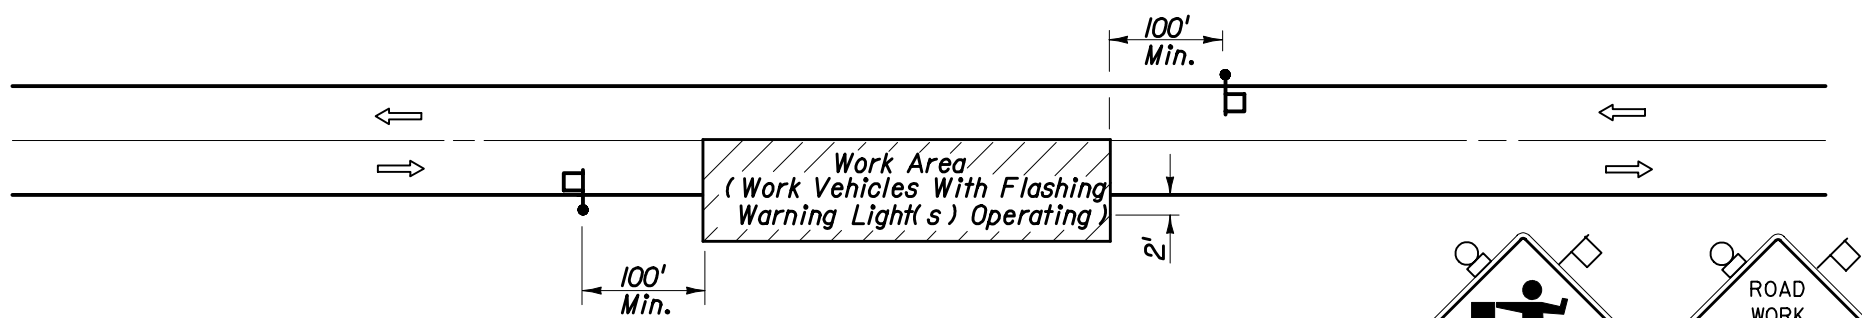 100'
Min.
Work Area
(Work Vehicles With Flashing
Warning Light(s) Operating)
2'
100'
Min.
ROAD
WORK